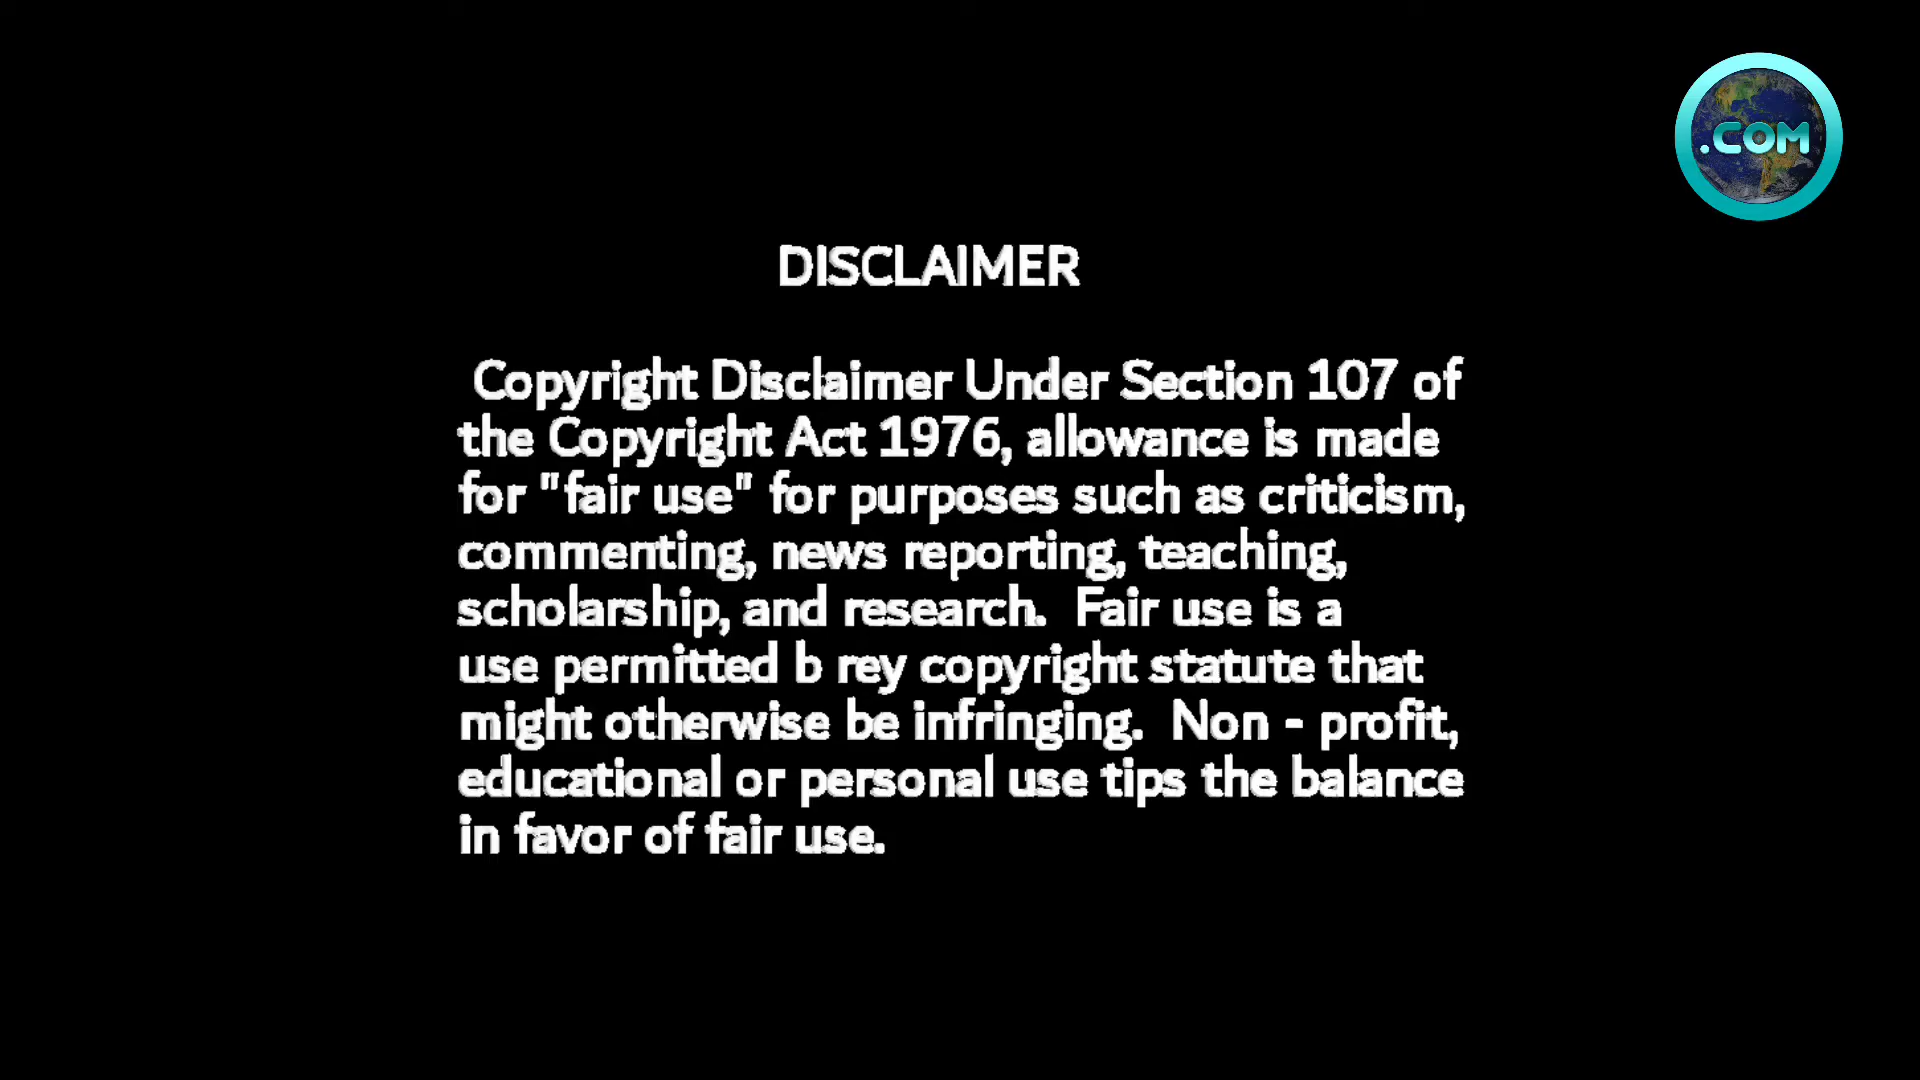 .COM
DISCLAIMER
Copyright Disclaimer Under Section 107 of
the Copyright Act 1976, allowance is made
for "fair use" for purposes such as criticism,
commenting, news reporting, teaching,
scholarship, and research.  Fair use is a
use permitted b rey copyright statute that
might otherwise be infringing.  Non - profit,
educational or personal use tips the balance
in favor of fair use.